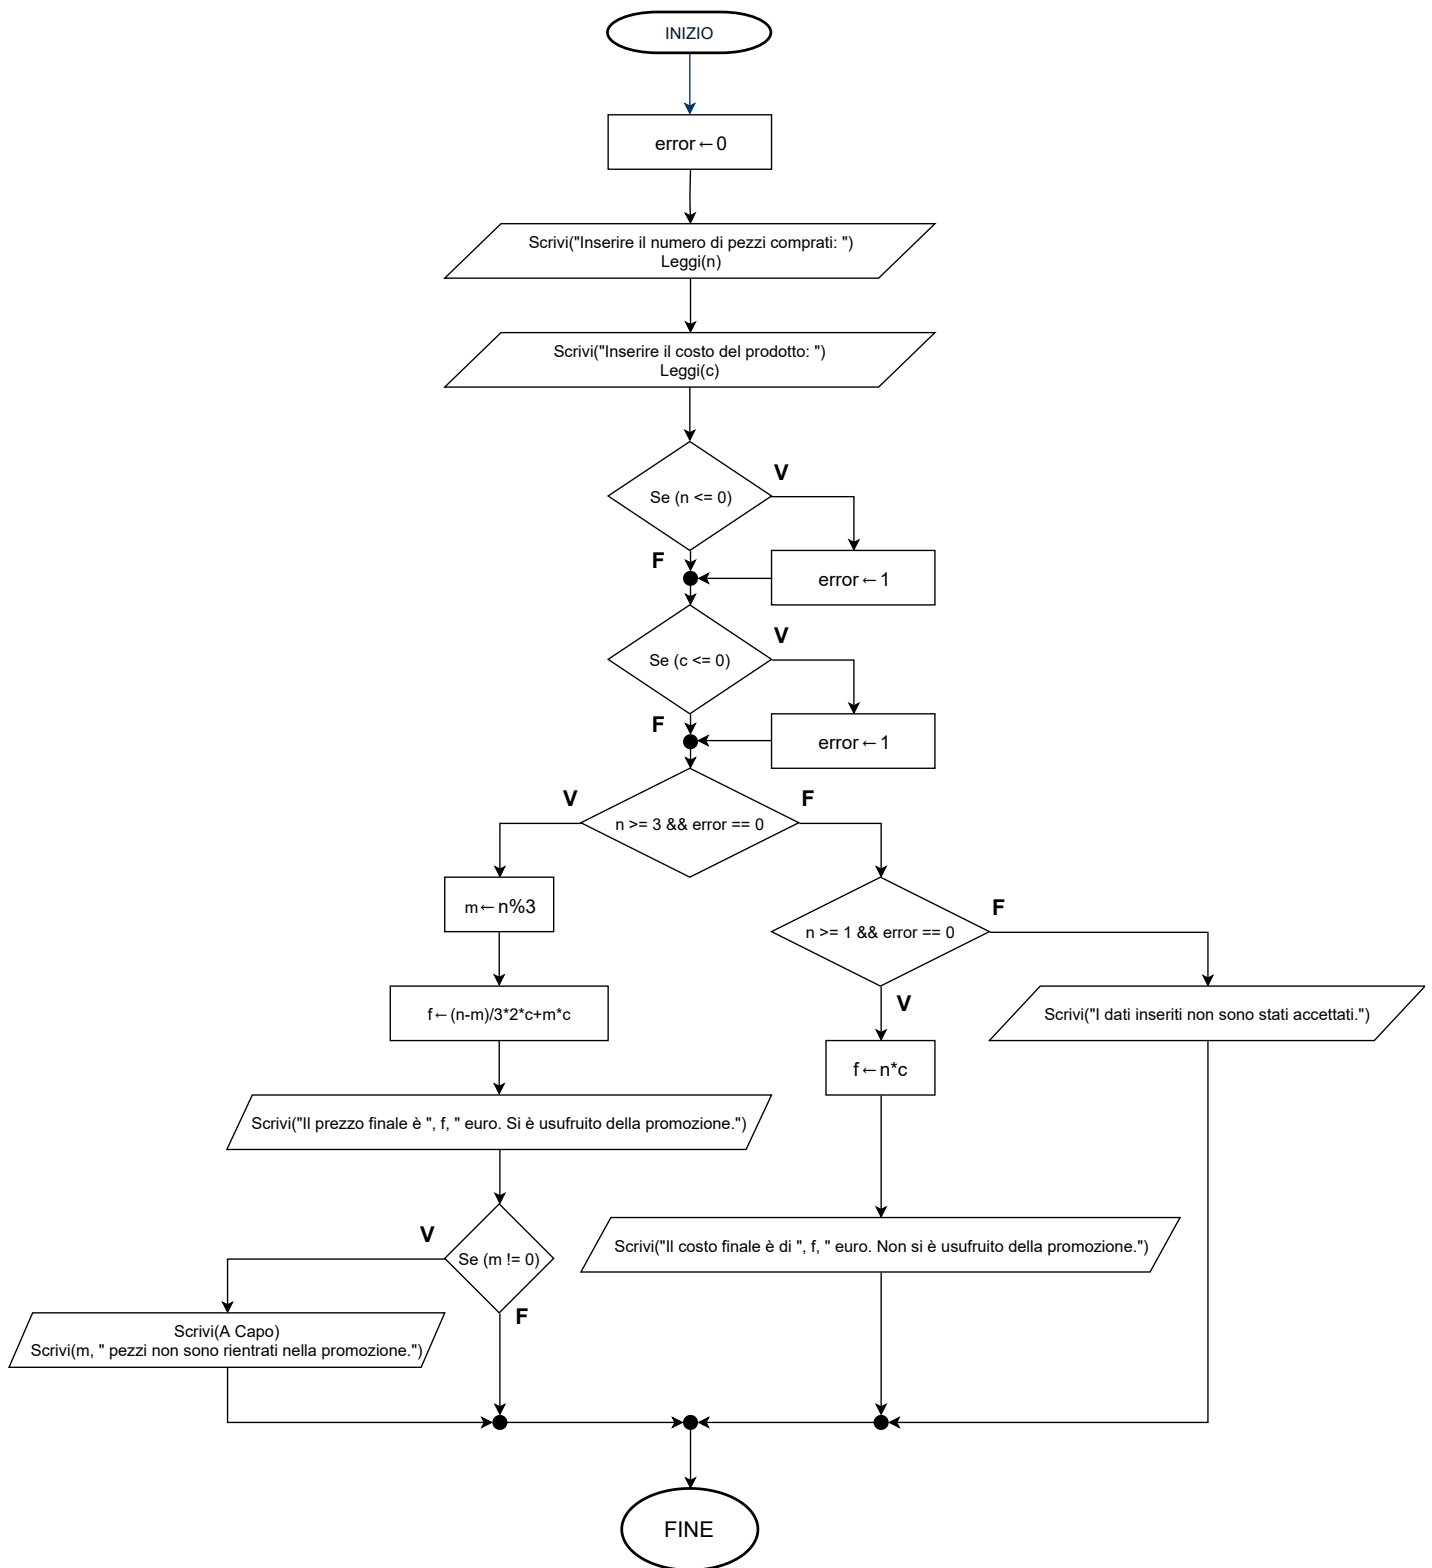 INIZIO
error←0
Scrivi("Inserire il numero di pezzi comprati: ")
Leggi(n)
Scrivi("Inserire il costo del prodotto: ")
Leggi(c)
V
Se (n <= 0)
F
error←1
V
Se (c <= 0)
F
error←1
V
F
n >= 3 && error == 0
m←n%3
F
n >= 1 && error == 0
V
f←(n-m)/3*2*c+m*c
Scrivi("I dati inseriti non sono stati accettati.")
f←n*c
Scrivi("Il prezzo finale è ", f, " euro. Si è usufruito della promozione.")
V
Se (m != 0)
F
Scrivi("Il costo finale è di ", f, " euro. Non si è usufruito della promozione.")
Scrivi(A Capo)
Scrivi(m, " pezzi non sono rientrati nella promozione.")
FINE